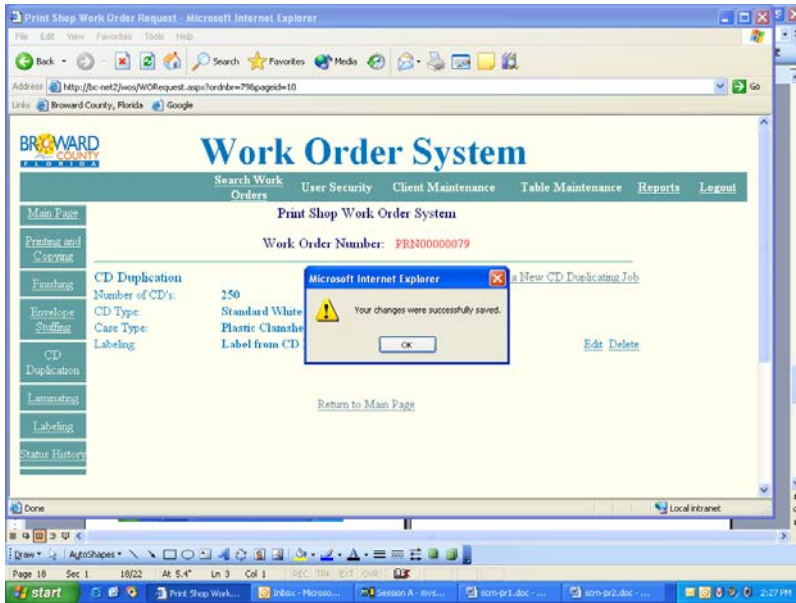 Print Shop Work Order Request - Microsoft Internet Explorer
File Edit View Favorites Tools Help
Back Search Favorites Media
Address http://bc-net2/wos/WORequest.aspx?ordnbr=79&pageid=10 Go
Links Broward County, Florida Google
BROWARD
COUNTY
FLORIDA
Work Order System
Search Work Orders User Security Client Maintenance Table Maintenance Reports Logout
Main Page
Print Shop Work Order System
Printing and
Copying
Work Order Number: PRN00000079
Finishing
CD Duplication
a New CD Duplicating Job
Number of CD's: 250
Envelope
Stuffing
CD Type: Standard White
Case Type: Plastic Clamshe
Labeling: Label from CD
Edit Delete
Microsoft Internet Explorer
Your changes were successfully saved.
OK
CD
Duplication
Laminating
Return to Main Page
Labeling
Status History
Done Local intranet
Draw AutoShapes
Page 18 Sec 1 18/22 At 5.4" Ln 3 Col 1 REC TRK EXT OVR
start Print Shop Work... Inbox - Microso... Session A - mvs... scrn-pr1.doc - ... scrn-pr2.doc - ... 2:27 PM